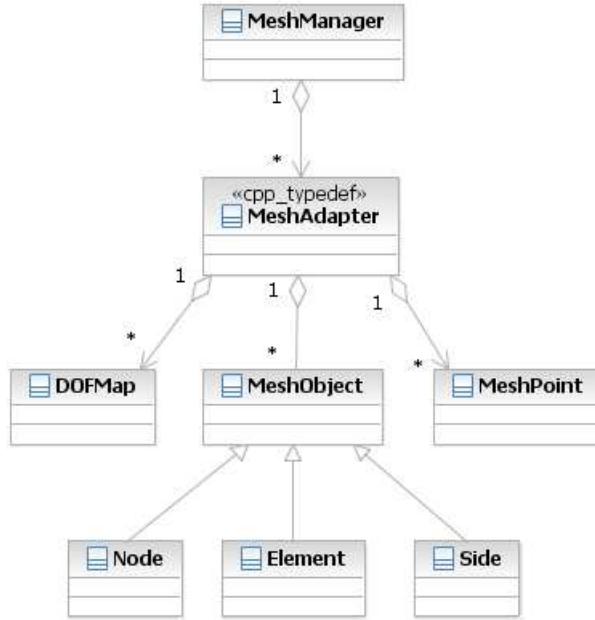 MeshManager
1
*
«cpp_typedef»
MeshAdapter
1
1
1
*
*
*
DOFMap
MeshObject
MeshPoint
Node
Element
Side